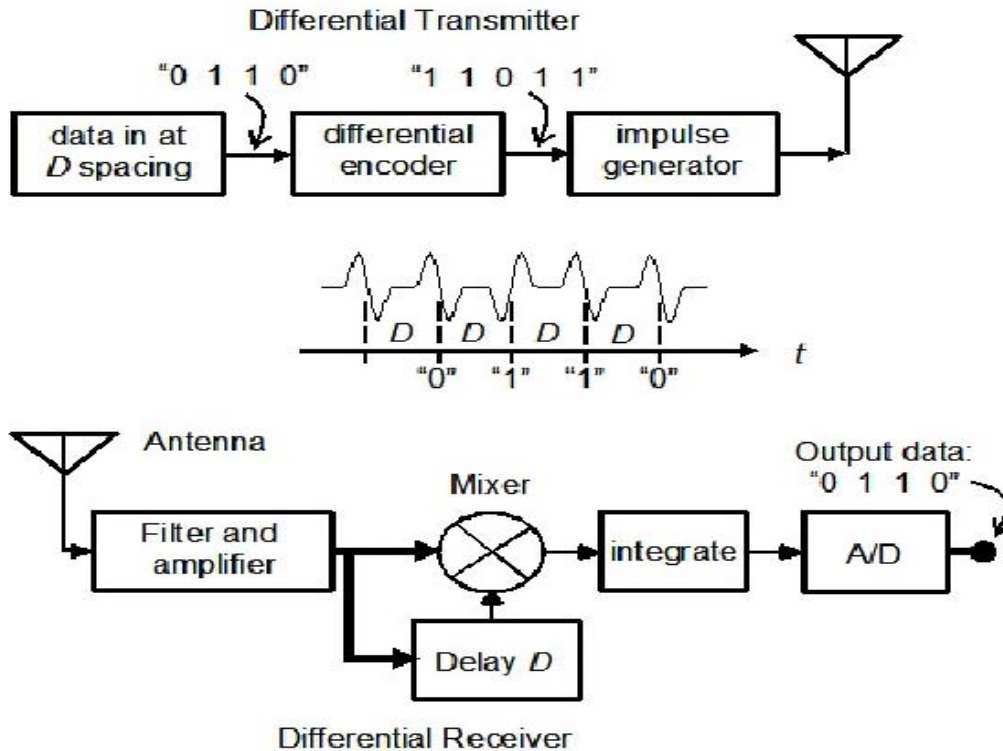 Differential Transmitter
“0 1 1 0”
“1 1 0 1 1”
data in at
D spacing
differential
encoder
impulse
generator
D D D D
t
“0” “1” “1” “0”
Antenna
Output data:
“0 1 1 0”
Mixer
Filter and
amplifier
integrate
A/D
Delay D
Differential Receiver